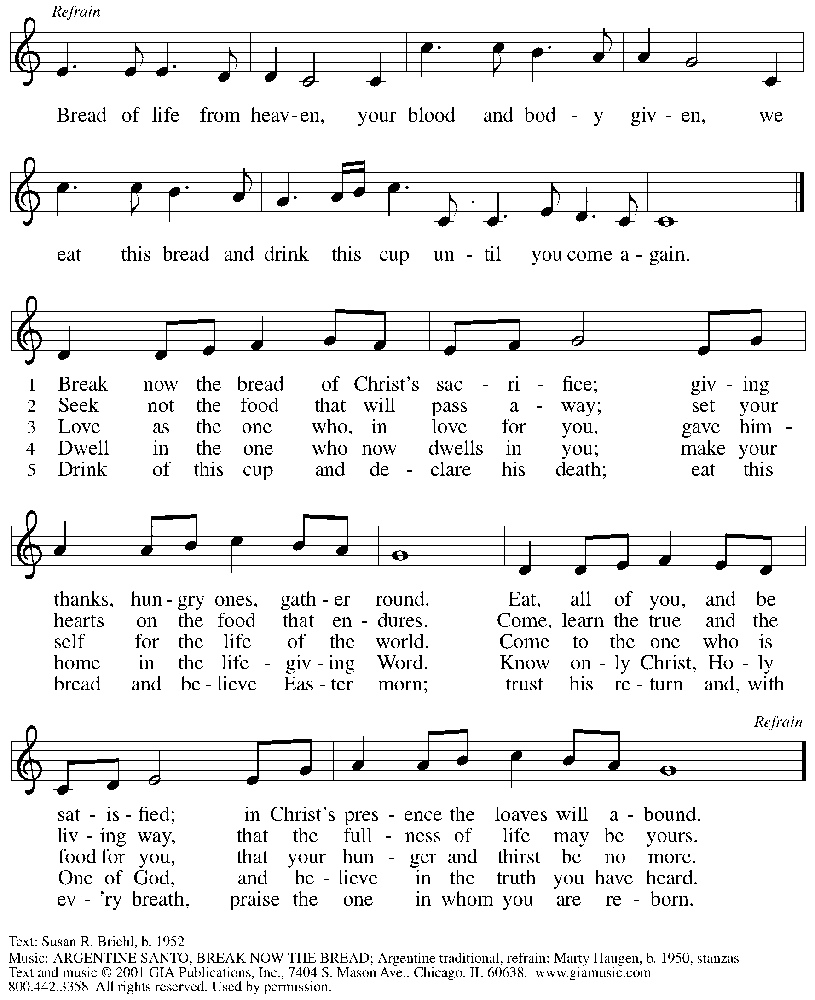 Refrain
Bread of life from heav-en, your blood and bod - y giv - en, we
eat this bread and drink this cup un - til you come a - gain.
1 Break now the bread of Christ's sac - ri - fice; giv - ing
2 Seek not the food that will pass a - way; set your
3 Love as the one who, in love for you, gave him -
4 Dwell in the one who now dwells in you; make your
5 Drink of this cup and de - clare his death; eat this
thanks, hun - gry ones, gath - er round. Eat, all of you, and be
hearts on the food that en - dures. Come, learn the true and the
self for the life of the world. Come to the one who is
home in the life - giv - ing Word. Know on - ly Christ, Ho - ly
bread and be - lieve Eas - ter morn; trust his re - turn and, with
Refrain
sat - is - fied; in Christ's pres - ence the loaves will a - bound.
liv - ing way, that the full - ness of life may be yours.
food for you, that your hun - ger and thirst be no more.
One of God, and be - lieve in the truth you have heard.
ev - 'ry breath, praise the one in whom you are re - born.
Text: Susan R. Briehl, b. 1952
Music: ARGENTINE SANTO, BREAK NOW THE BREAD; Argentine traditional, refrain; Marty Haugen, b. 1950, stanzas
Text and music © 2001 GIA Publications, Inc., 7404 S. Mason Ave., Chicago, IL 60638. www.giamusic.com
800.442.3358 All rights reserved. Used by permission.